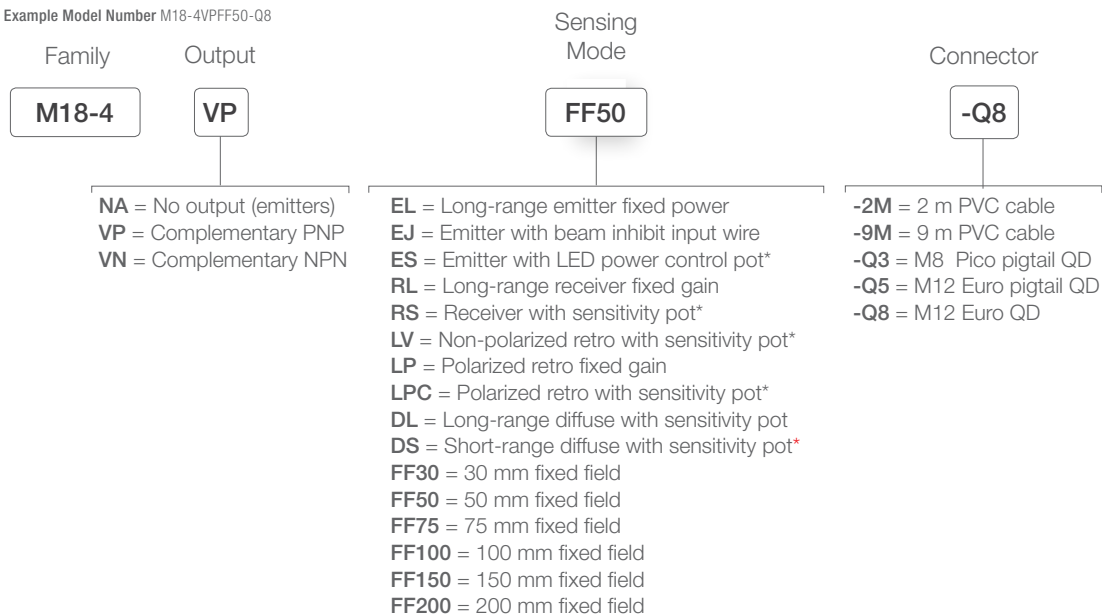 Example Model Number M18-4VPFF50-Q8
Family
Output
Sensing
Mode
Connector
M18-4
VP
FF50
-Q8
NA = No output (emitters)
VP = Complementary PNP
VN = Complementary NPN
EL = Long-range emitter fixed power
EJ = Emitter with beam inhibit input wire
ES = Emitter with LED power control pot*
RL = Long-range receiver fixed gain
RS = Receiver with sensitivity pot*
LV = Non-polarized retro with sensitivity pot*
LP = Polarized retro fixed gain
LPC = Polarized retro with sensitivity pot*
DL = Long-range diffuse with sensitivity pot
DS = Short-range diffuse with sensitivity pot*
FF30 = 30 mm fixed field
FF50 = 50 mm fixed field
FF75 = 75 mm fixed field
FF100 = 100 mm fixed field
FF150 = 150 mm fixed field
FF200 = 200 mm fixed field
-2M = 2 m PVC cable
-9M = 9 m PVC cable
-Q3 = M8 Pico pigtail QD
-Q5 = M12 Euro pigtail QD
-Q8 = M12 Euro QD